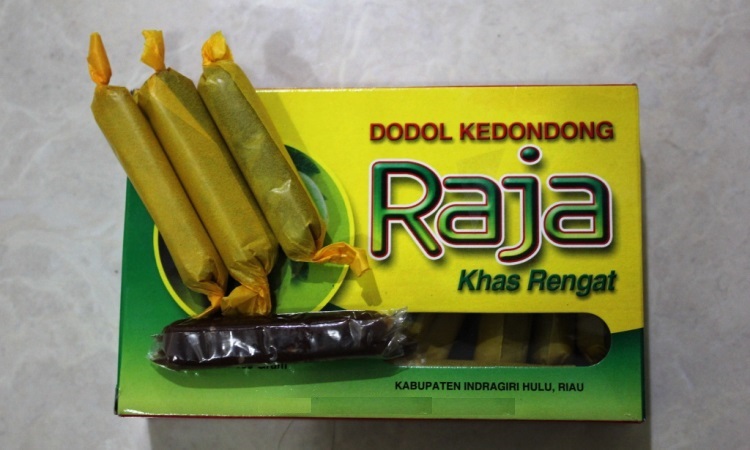 DODOL KEDONDONG
Raja
Khas Rengat
KABUPATEN INDRAGIRI HULU, RIAU